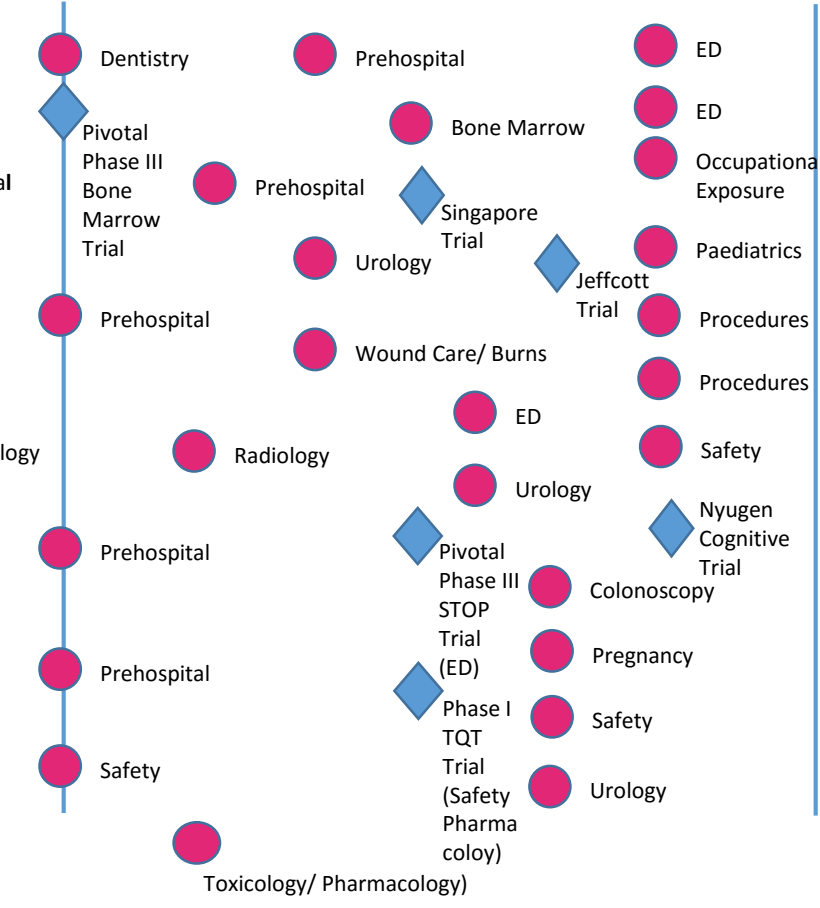 Dentistry
Prehospital
ED
Pivotal
Phase III
Bone
Marrow
Trial
Bone Marrow
ED
al
Prehospital
Singapore
Trial
Occupationa
Exposure
Urology
Jeffcott
Trial
Paediatrics
Prehospital
Procedures
Wound Care/ Burns
Procedures
ED
logy
Radiology
Safety
Urology
Nyugen
Cognitive
Trial
Prehospital
Pivotal
Phase III
STOP
Trial
(ED)
Colonoscopy
Pregnancy
Prehospital
Phase I
TQT
Trial
(Safety
Pharma
coloy)
Safety
Safety
Urology
Toxicology/ Pharmacology)